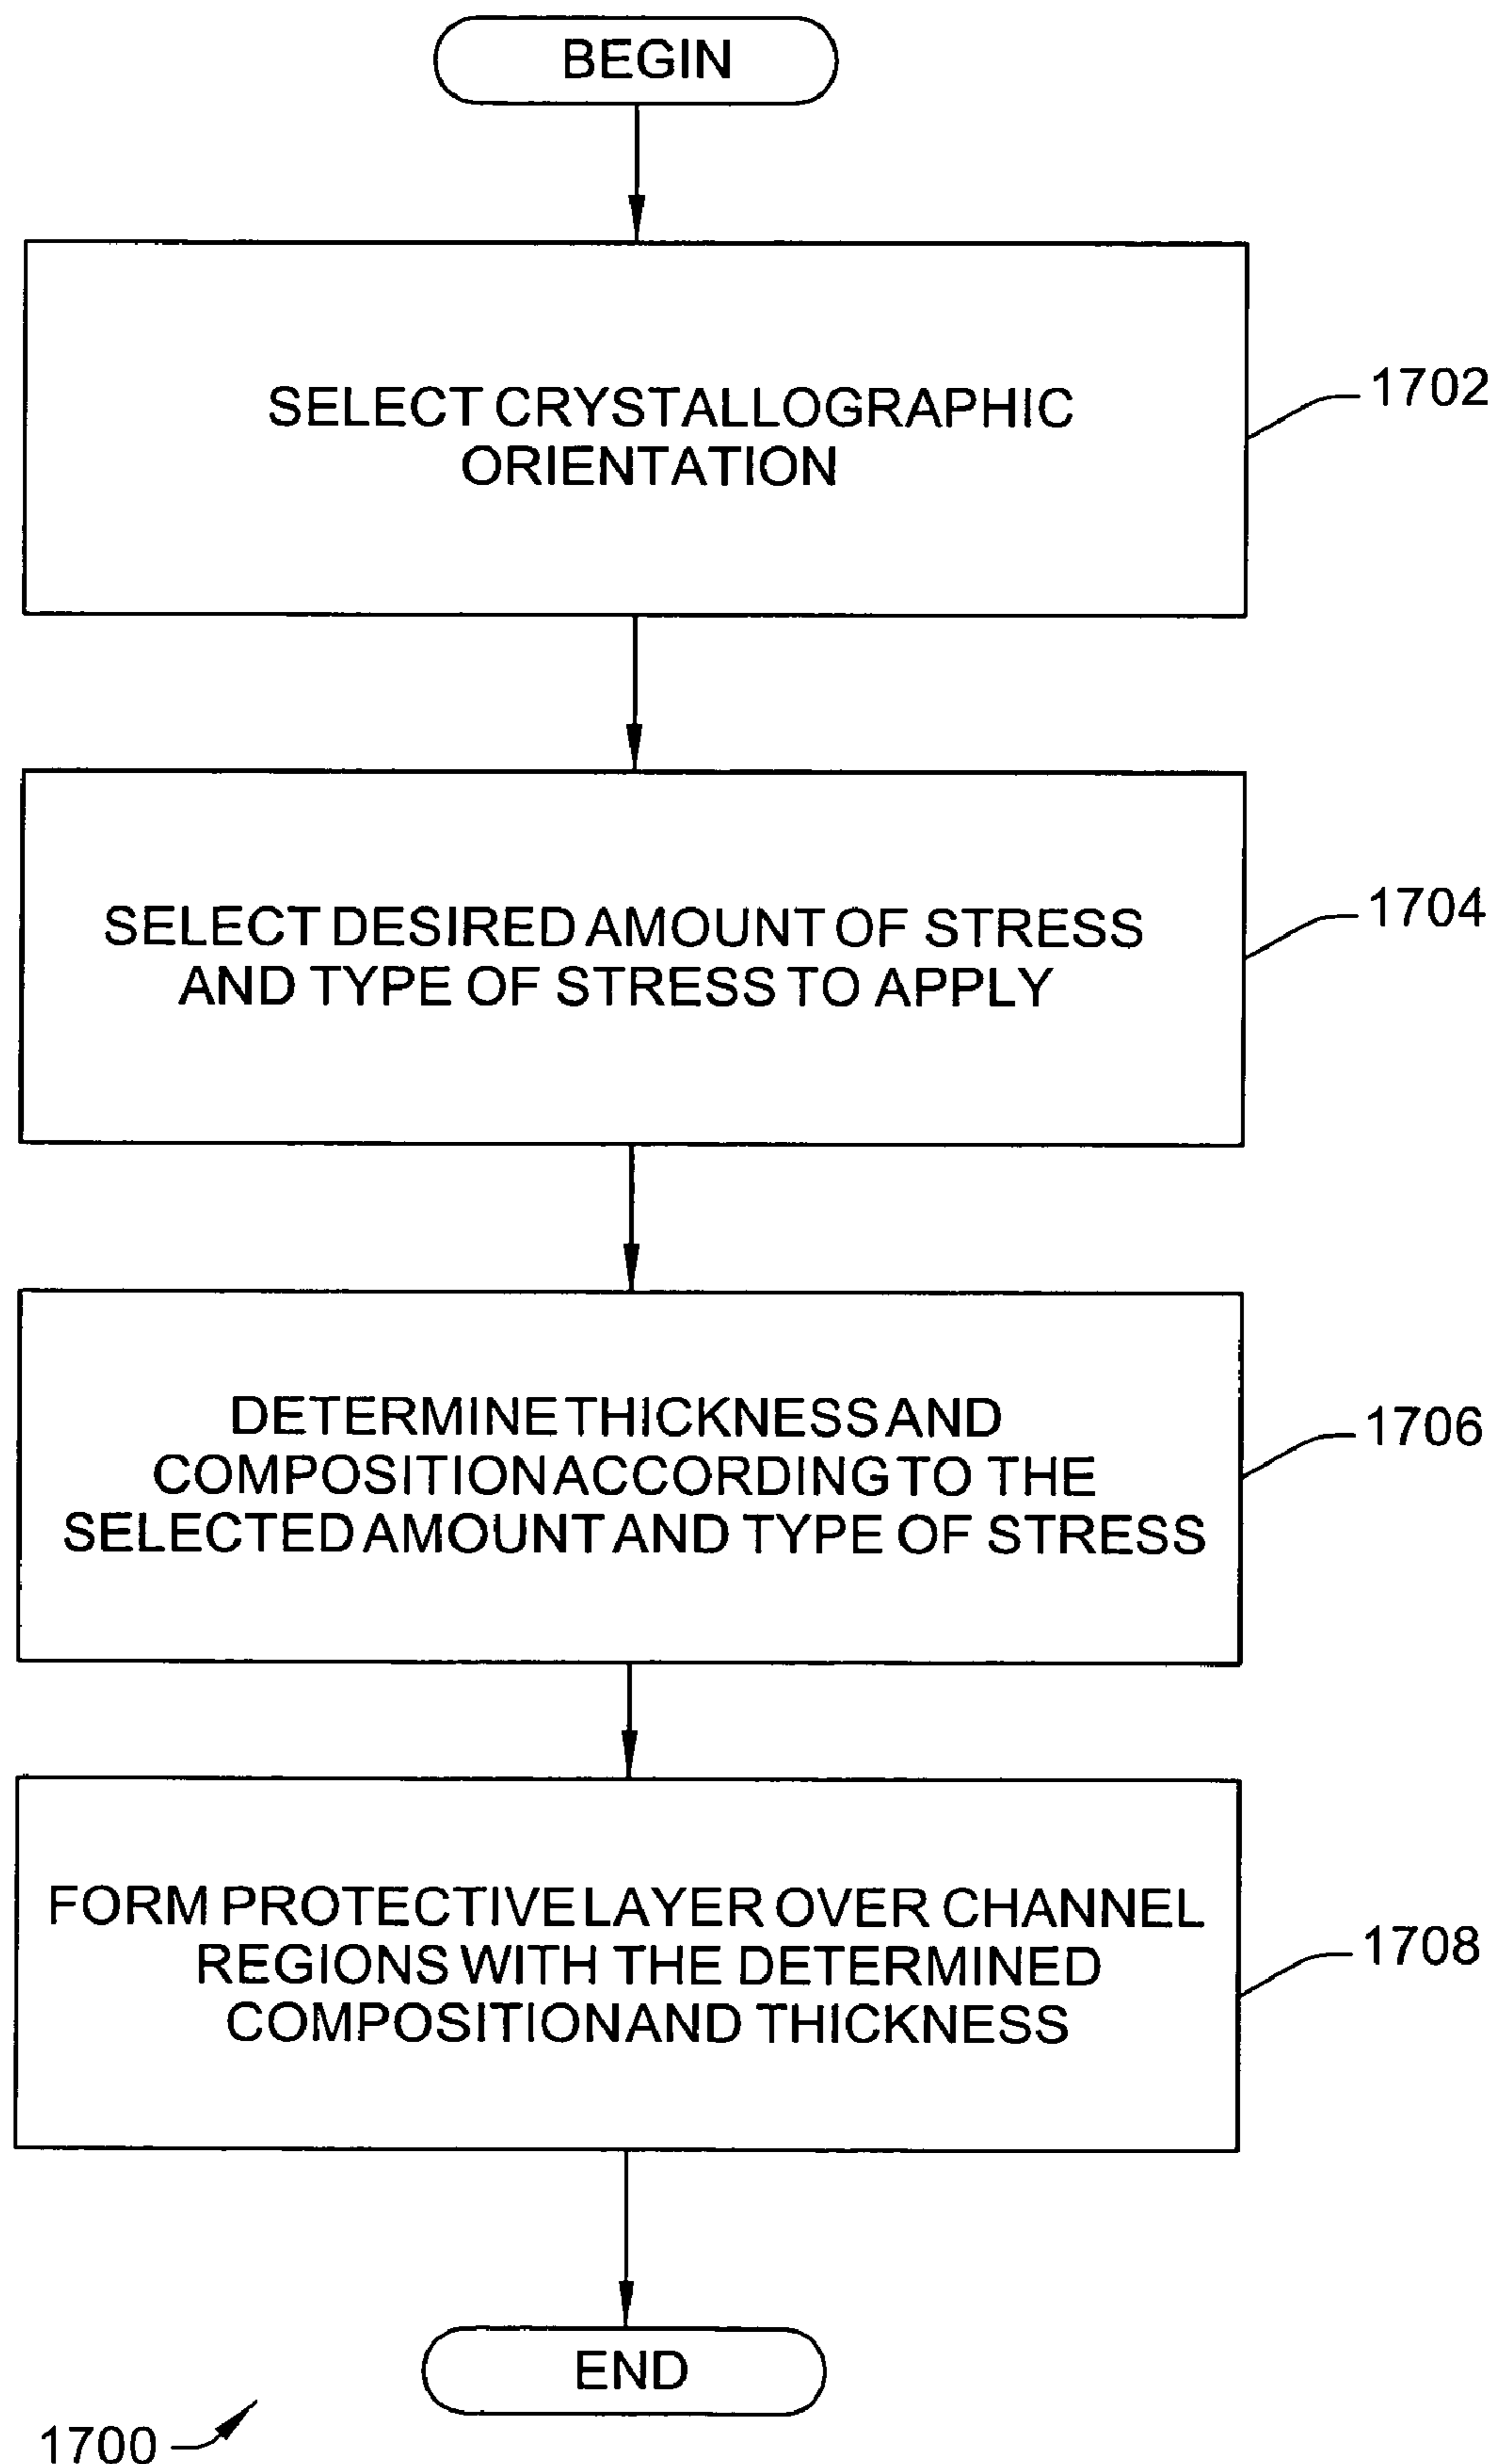 BEGIN
SELECT CRYSTALLOGRAPHIC
ORIENTATION
1702
SELECT DESIRED AMOUNT OF STRESS
AND TYPE OF STRESS TO APPLY
1704
DETERMINE THICKNESS AND
COMPOSITION ACCORDING TO THE
SELECTED AMOUNT AND TYPE OF STRESS
1706
FORM PROTECTIVE LAYER OVER CHANNEL
REGIONS WITH THE DETERMINED
COMPOSITION AND THICKNESS
1708
END
1700